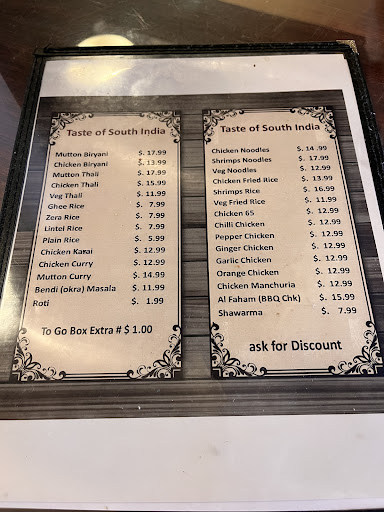 Taste of South India
Mutton Biryani $. 17.99
Chicken Biryani $. 13.99
Mutton Thali $. 17.99
Chicken Thali $. 15.99
Veg Thali $. 11.99
Ghee Rice $. 7.99
Zera Rice $. 7.99
Lintel Rice $. 7.99
Plain Rice $. 5.99
Chicken Karai $. 12.99
Chicken Curry $. 12.99
Mutton Curry $. 14.99
Bendi (okra) Masala $. 11.99
Roti $. 1.99
To Go Box Extra # $ 1.00
Taste of South India
Chicken Noodles $. 14 .99
Shrimps Noodles $. 17.99
Veg Noodles $. 12.99
Chicken Fried Rice $. 13.99
Shrimps Rice $. 16.99
Veg Fried Rice $. 11.99
Chicken 65 $. 12.99
Chilli Chicken $. 12.99
Pepper Chicken $. 12.99
Ginger Chicken $. 12.99
Garlic Chicken $. 12.99
Orange Chicken $. 12.99
Chicken Manchuria $. 12.99
Al Faham (BBQ Chk) $. 15.99
Shawarma $. 7.99
ask for Discount